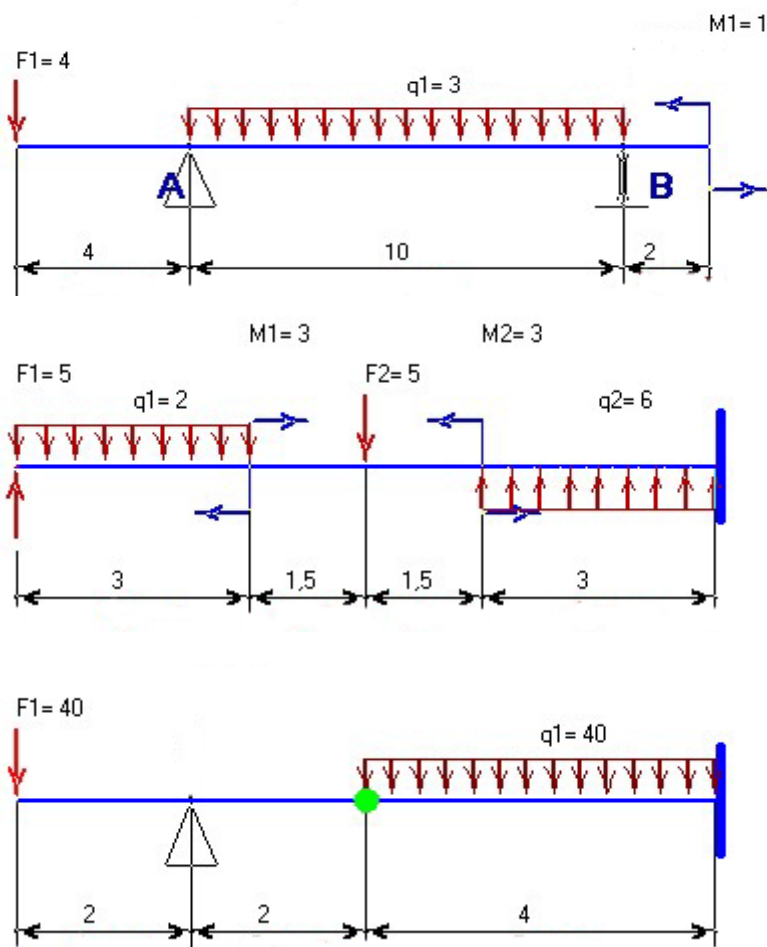 M1= 1
F1= 4
q1= 3
A
B
4
10
2
M1= 3
M2= 3
F1= 5
q1= 2
F2= 5
q2= 6
3
1,5
1,5
3
F1= 40
q1= 40
2
2
4